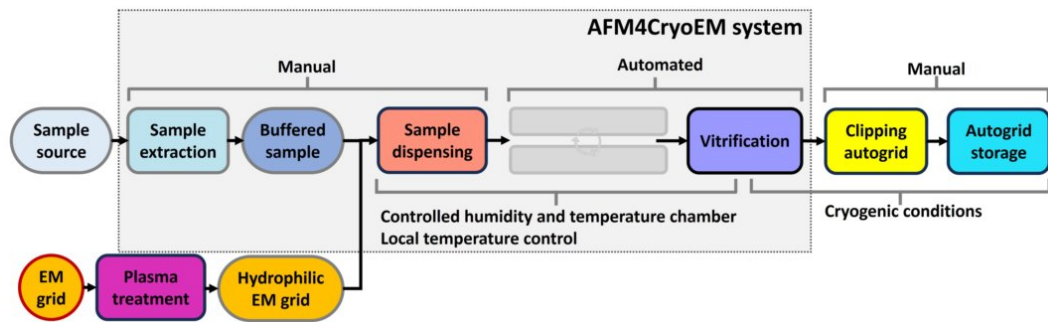 AFM4CryoEM system
Manual
Automated
Manual
Sample
source
Sample
extraction
Buffered
sample
Sample
dispensing
Vitrification
Clipping
autogrid
Autogrid
storage
Controlled humidity and temperature chamber
Local temperature control
Cryogenic conditions
EM
grid
Plasma
treatment
Hydrophilic
EM grid